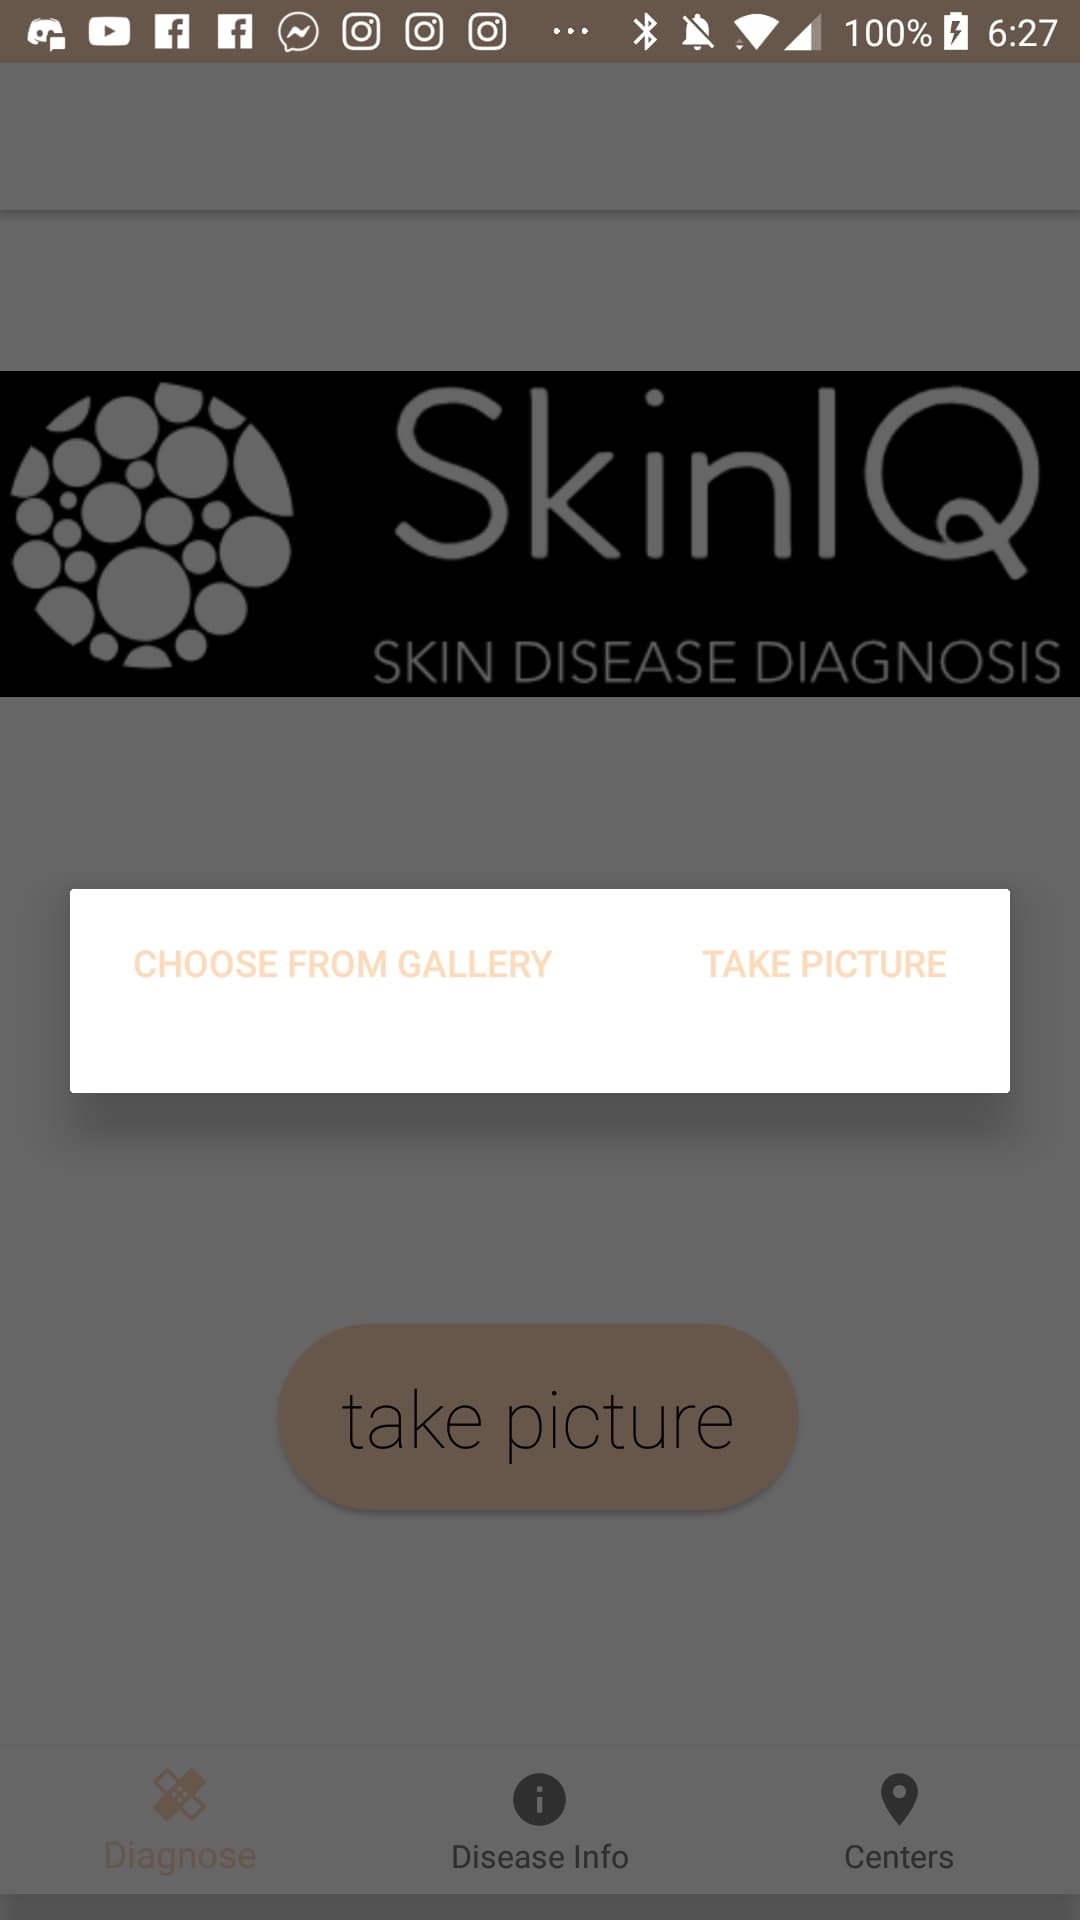 100% 6:27
SkinIQ
SKIN DISEASE DIAGNOSIS
CHOOSE FROM GALLERY TAKE PICTURE
take picture
Diagnose Disease Info Centers